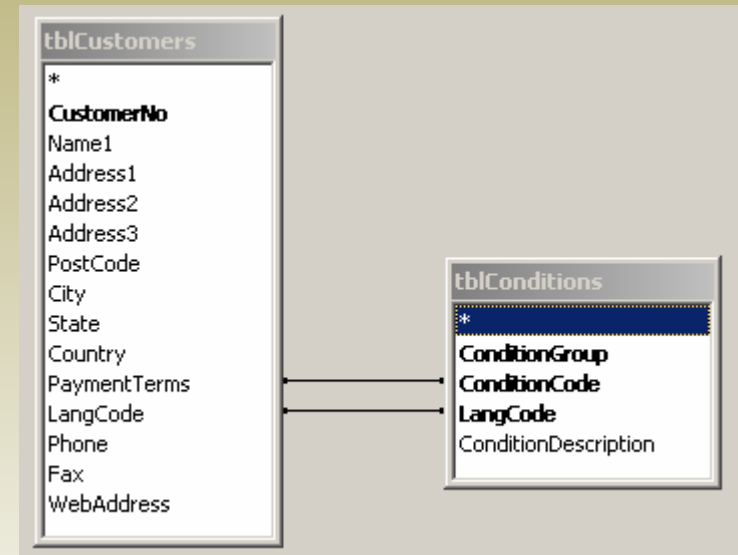 tblCustomers
*
CustomerNo
Name1
Address1
Address2
Address3
PostCode
City
State
Country
PaymentTerms
LangCode
Phone
Fax
WebAddress
tblConditions
*
ConditionGroup
ConditionCode
LangCode
ConditionDescription